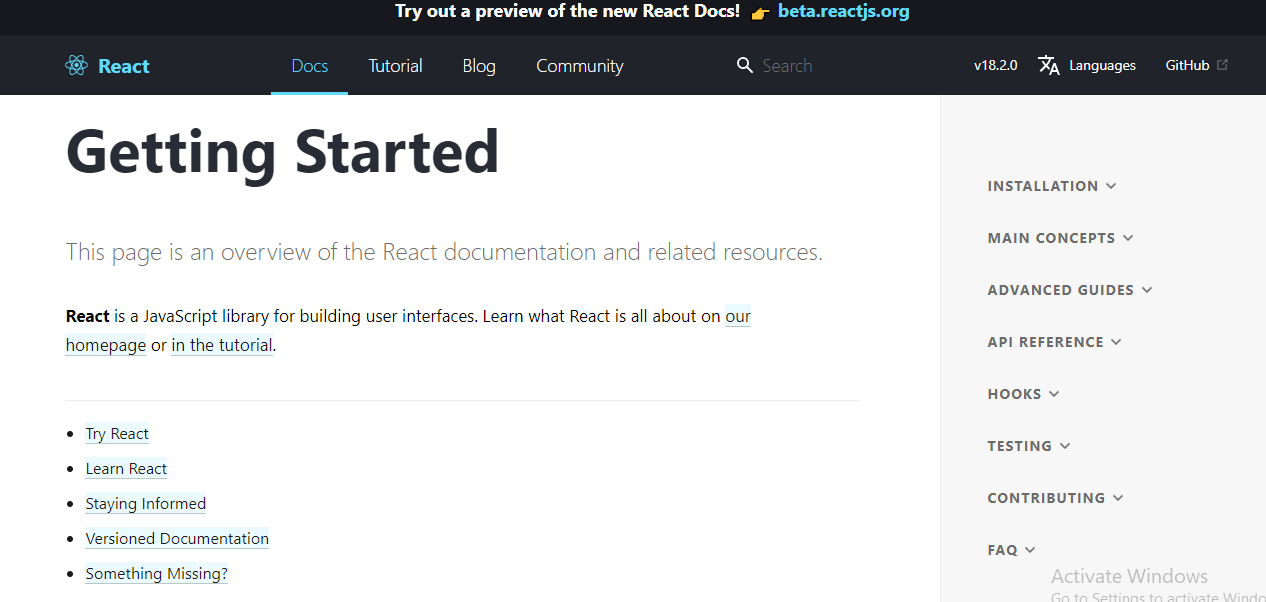 Try out a preview of the new React Docs! 👉 beta.reactjs.org
React Docs Tutorial Blog Community Search v18.2.0 Languages GitHub
Getting Started
This page is an overview of the React documentation and related resources.
React is a JavaScript library for building user interfaces. Learn what React is all about on our
homepage or in the tutorial.
Try React
Learn React
Staying Informed
Versioned Documentation
Something Missing?
INSTALLATION
MAIN CONCEPTS
ADVANCED GUIDES
API REFERENCE
HOOKS
TESTING
CONTRIBUTING
FAQ
Activate Windows
Go to Settings to activate Windo